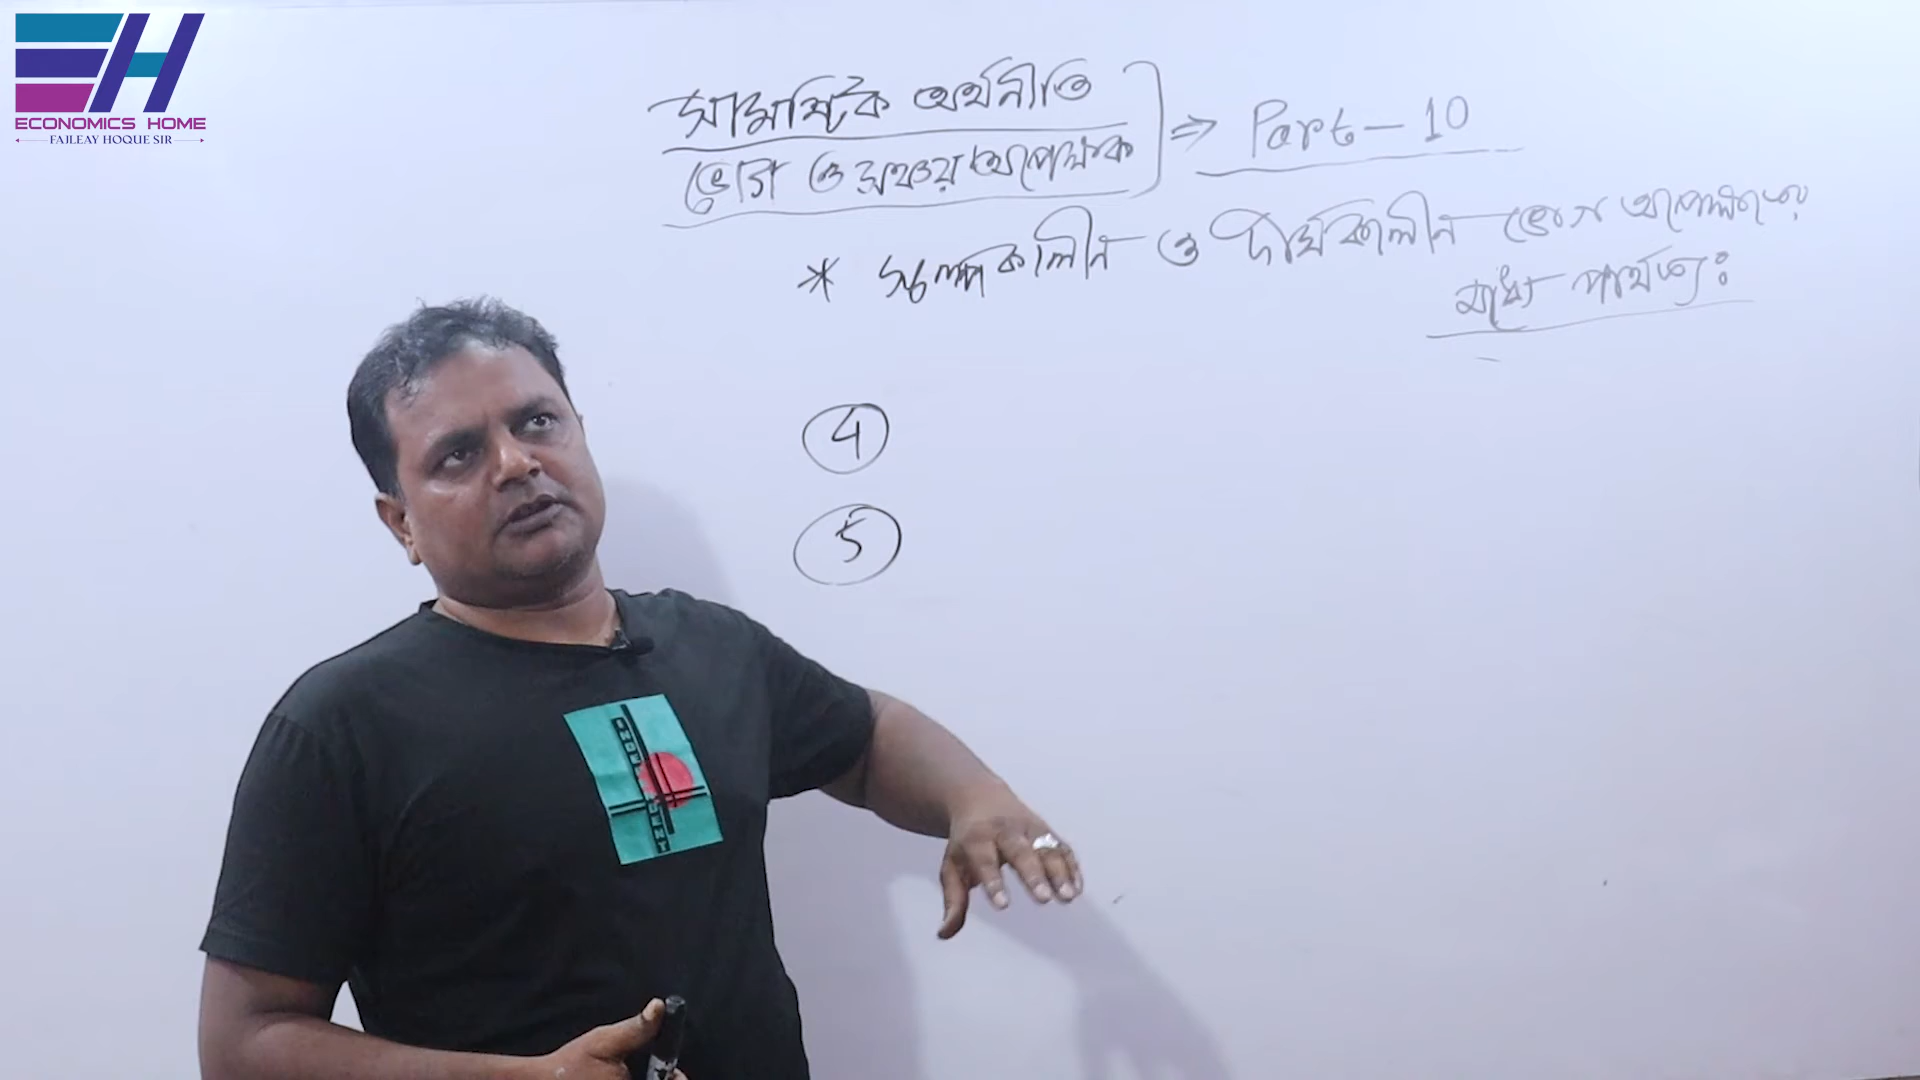 ECONOMICS HOME
FAJLEAY HOQUE SIR
সামষ্টিক অর্থনীতি
ভোগ ও সঞ্চয় অপেক্ষক ⇒ Part - 10
* স্বল্পকালীন ও দীর্ঘকালীন ভোগ অপেক্ষকের
মধ্যে পার্থক্য:
4
5
INDEPENDENT